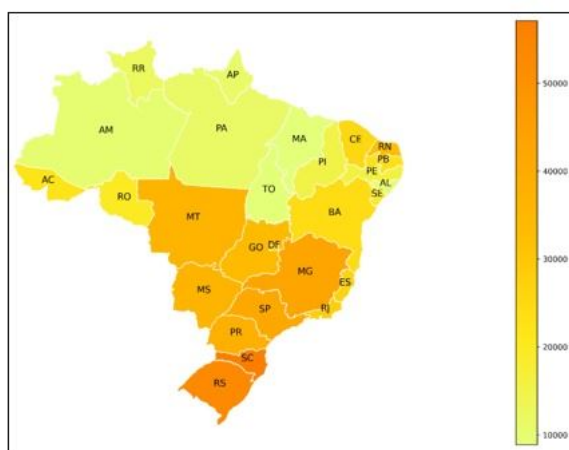 RR
AP
AM
PA
MA
CE
RN
PB
PI
PE
AL
SE
AC
RO
TO
BA
MT
GO
DF
MG
MS
ES
SP
RJ
PR
SC
RS
50000
40000
30000
20000
10000